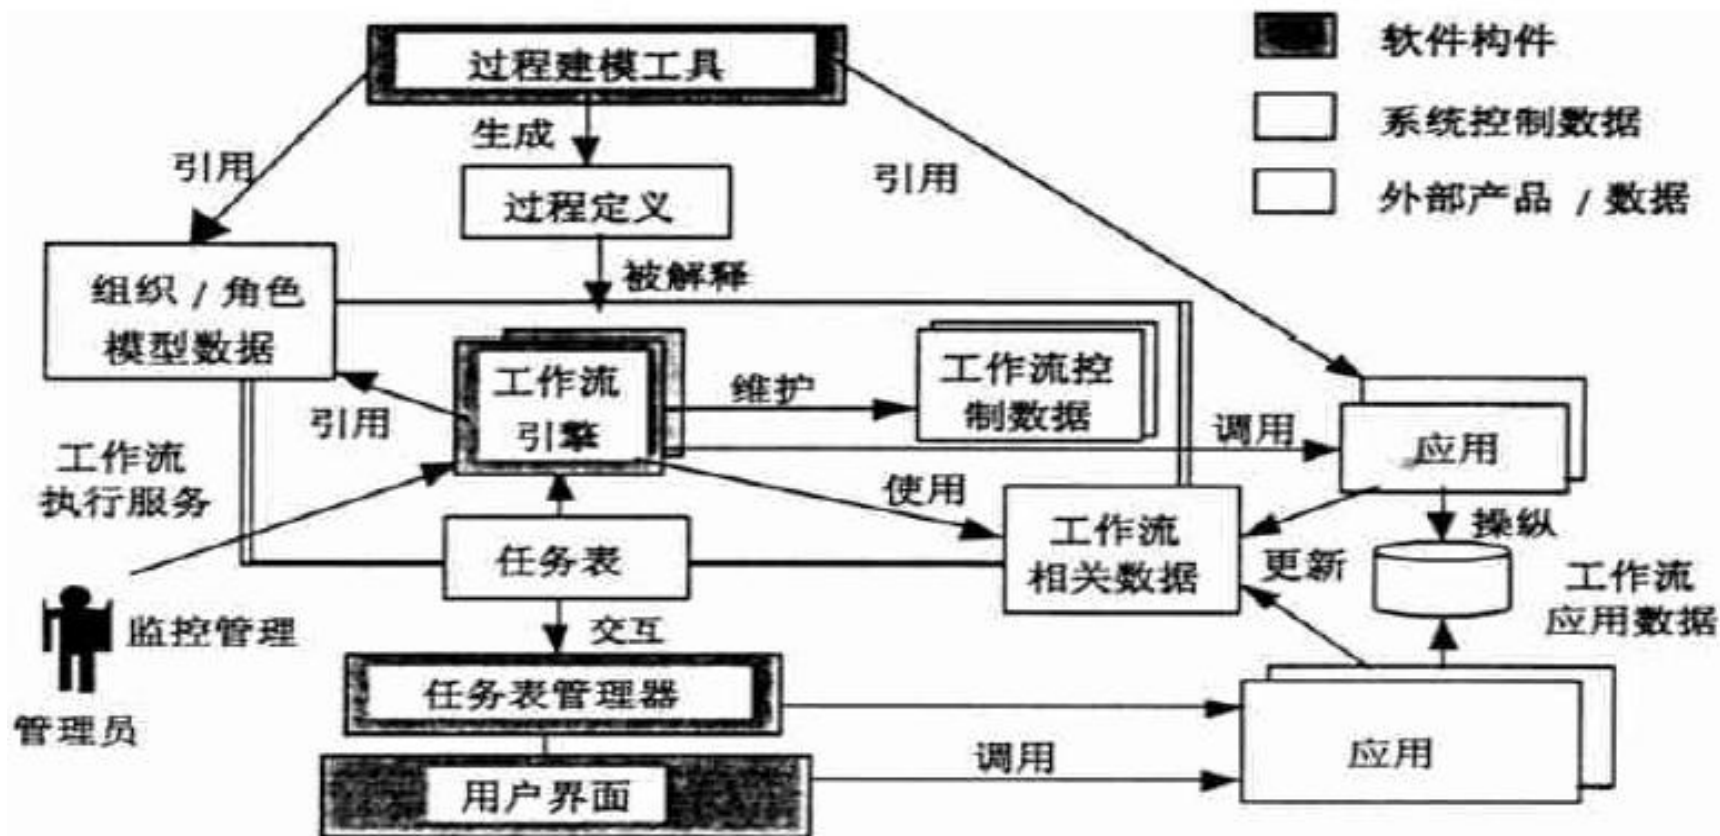 过程建模工具
软件构件
生成
系统控制数据
引用
引用
外部产品 / 数据
过程定义
被解释
组织 / 角色
模型数据
工作流
引擎
维护
工作流控
制数据
引用
调用
应用
工作流
执行服务
使用
工作流
相关数据
操纵
任务表
更新
工作流
应用数据
监控管理
交互
管理员
任务表管理器
调用
应用
用户界面